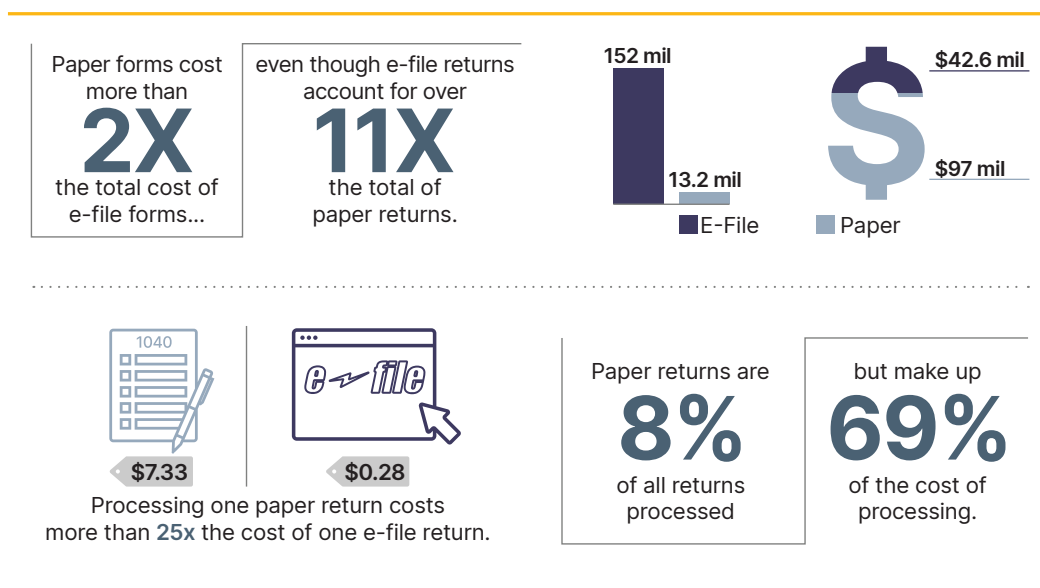 Paper forms cost
more than
2X
the total cost of
e-file forms...
even though e-file returns
account for over
11X
the total of
paper returns.
152 mil
13.2 mil
E-File
Paper
$42.6 mil
$97 mil
1040
$7.33
e-file
$0.28
Processing one paper return costs
more than 25x the cost of one e-file return.
Paper returns are
8%
of all returns
processed
but make up
69%
of the cost of
processing.